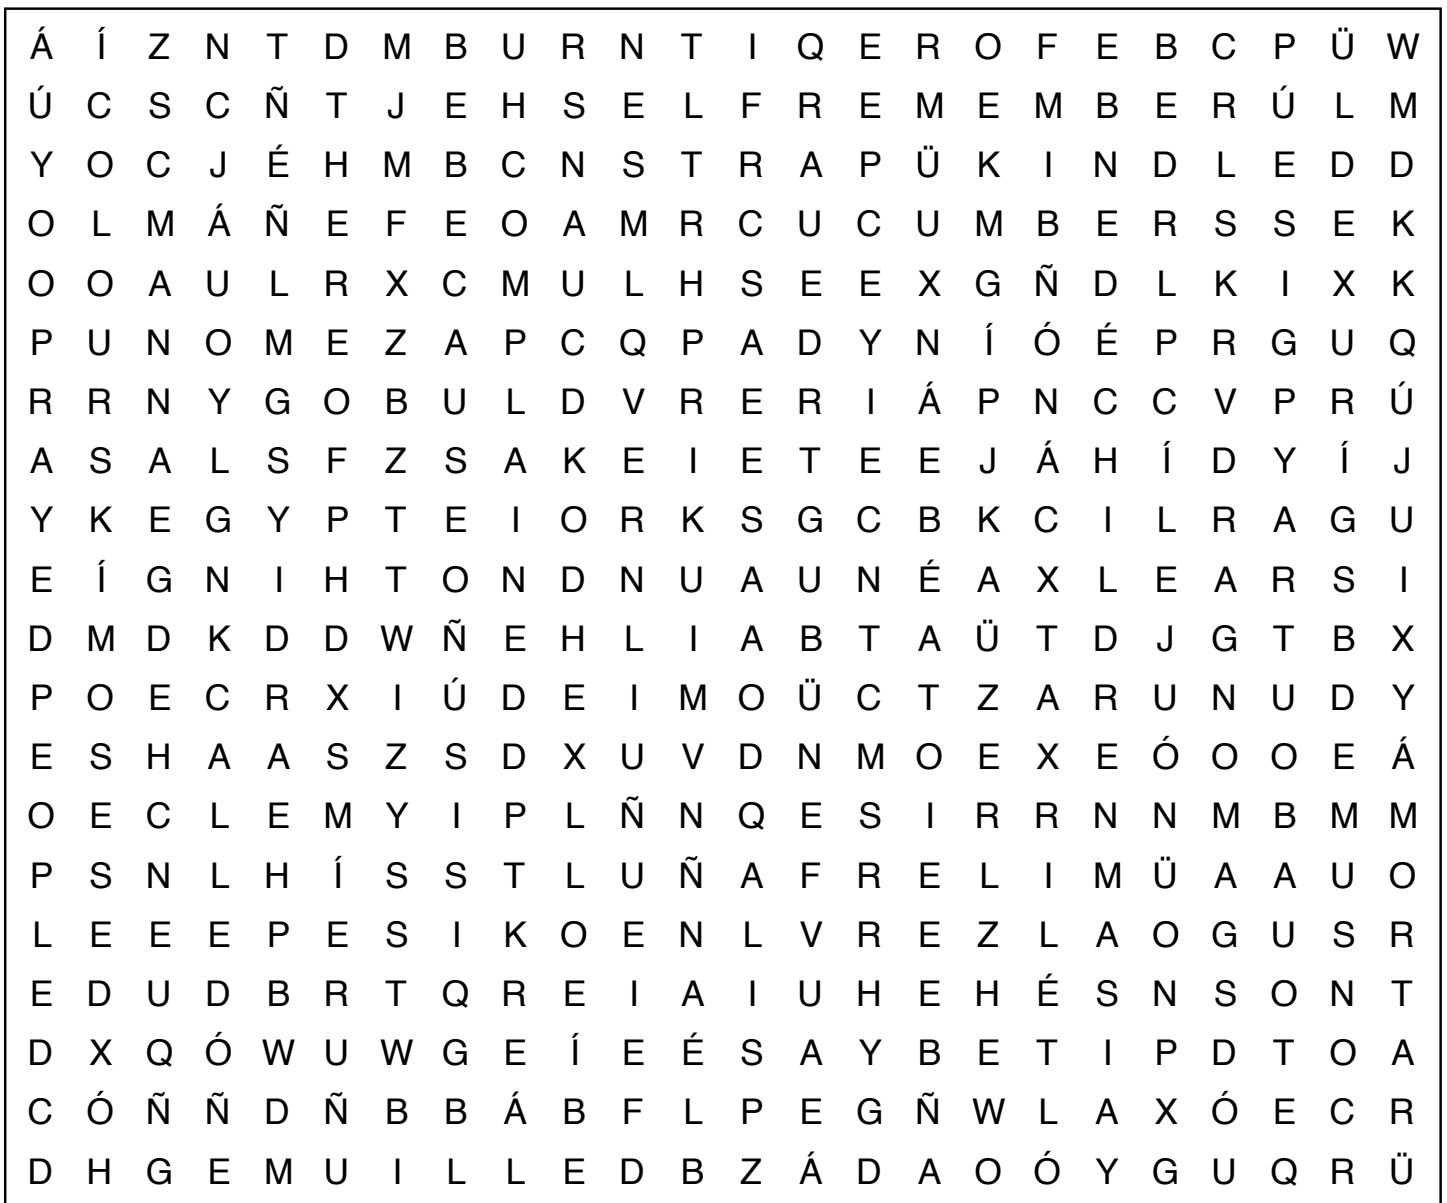 Á Í Z N T D M B U R N T I Q E R O F E B C P Ü W
Ú C S C Ñ T J E H S E L F R E M E M B E R Ú L M
Y O C J É H M B C N S T R A P Ü K I N D L E D D
O L M Á Ñ E F E O A M R C U C U M B E R S S E K
O O A U L R X C M U L H S E E X G Ñ D L K I X K
P U N O M E Z A P C Q P A D Y N Í Ó É P R G U Q
R R N Y G O B U L D V R E R I Á P N C C V P R Ú
A S A L S F Z S A K E I E T E E J Á H Í D Y Í J
Y K E G Y P T E I O R K S G C B K C I L R A G U
E Í G N I H T O N D N U A U N É A X L E A R S I
D M D K D D W Ñ E H L I A B T A Ü T D J G T B X
P O E C R X I Ú D E I M O Ü C T Z A R U N U D Y
E S H A A S Z S D X U V D N M O E X E Ó O O E Á
O E C L E M Y I P L Ñ N Q E S I R R N N M B M M
P S N L H Í S S T L U Ñ A F R E L I M Ü A A U O
L E E E P E S I K O E N L V R E Z L A O G U S R
E D U D B R T Q R E I A I U H E H É S N S O N T
D X Q Ó W U W G E Í E É S A Y B E T I P D T O A
C Ó Ñ Ñ D Ñ B B Á B F L P E G Ñ W L A X Ó E C R
D H G E M U I L L E D B Z Á D A O Ó Y G U Q R Ü